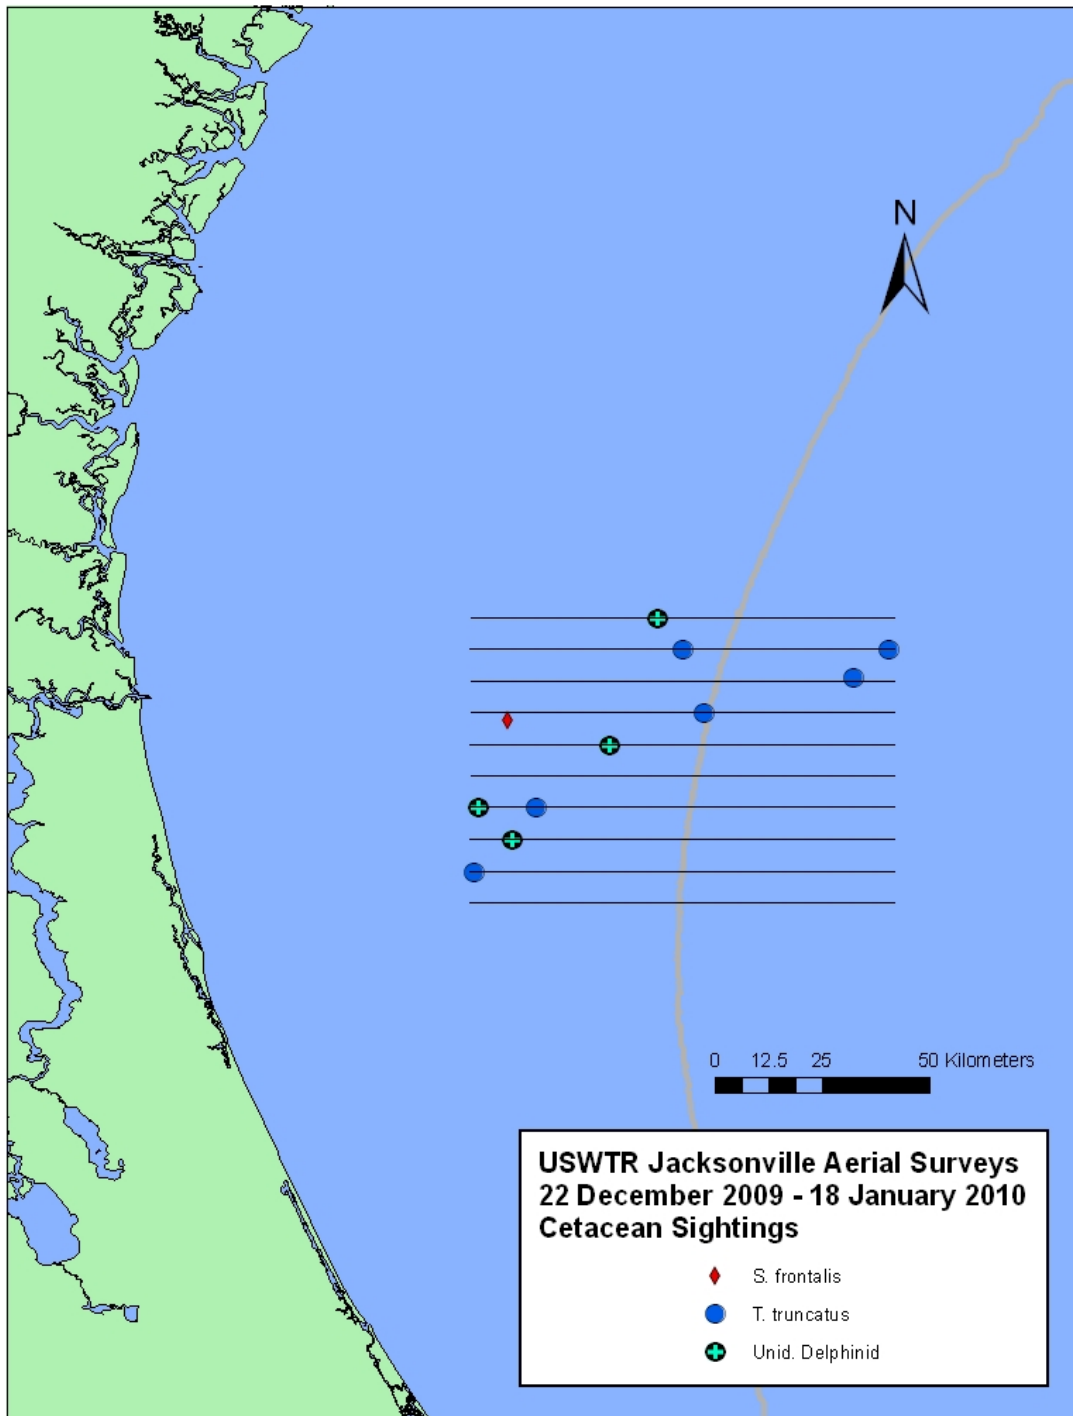 N
0 12.5 25 50 Kilometers
USWTR Jacksonville Aerial Surveys
22 December 2009 - 18 January 2010
Cetacean Sightings
S. frontalis
T. truncatus
Unid. Delphinid